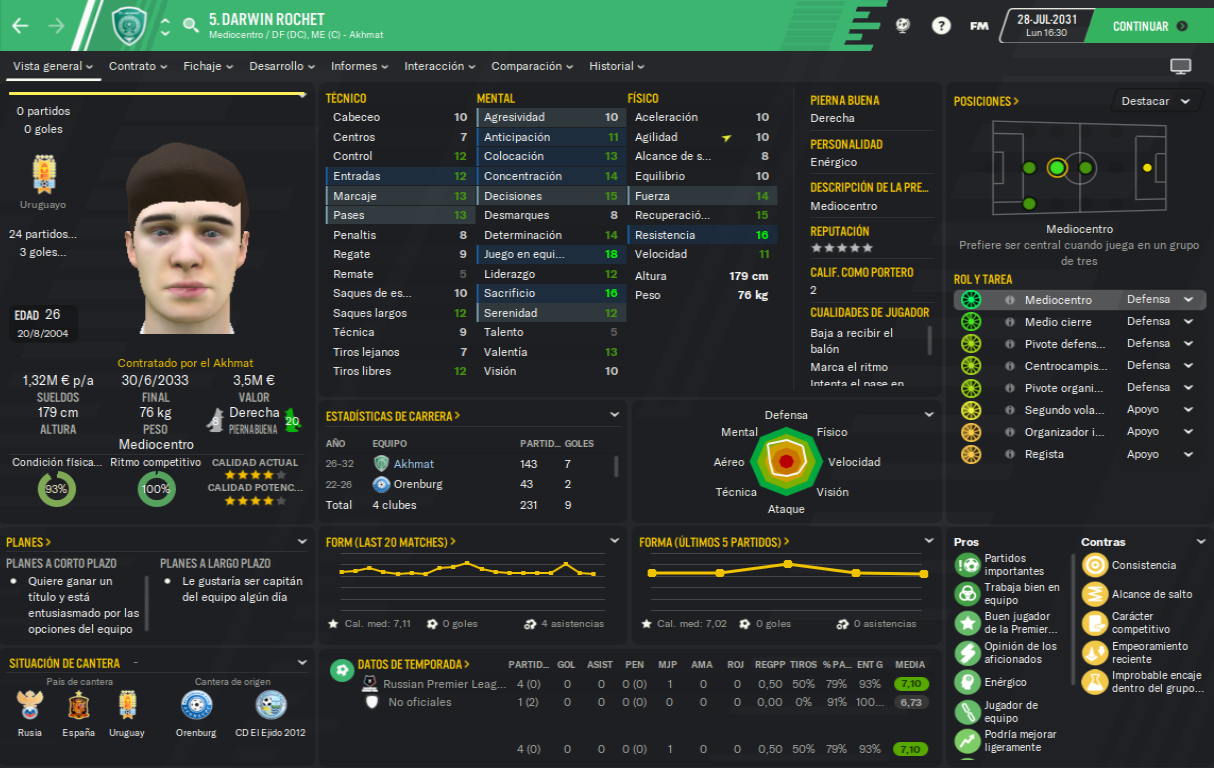 5. DARWIN ROCHET
Mediocentro / DF (DC), ME (C) - Akhmat
?
FM
28-JUL-2031
Lun 16:30
CONTINUAR
Vista general
Contrato
Fichaje
Desarrollo
Informes
Interacción
Comparación
Historial
0 partidos
0 goles
Uruguayo
24 partidos...
3 goles...
EDAD 26
20/8/2004
Contratado por el Akhmat
1,32M € p/a
SUELDOS
30/6/2033
FINAL
3,5M €
VALOR
179 cm
ALTURA
76 kg
PESO
8
Derecha
PIERNA BUENA
20
Mediocentro
Condición física...
93%
Ritmo competitivo
100%
CALIDAD ACTUAL
CALIDAD POTENC...
TÉCNICO
Cabeceo 10
Centros 7
Control 12
Entradas 12
Marcaje 13
Pases 13
Penaltis 8
Regate 9
Remate 5
Saques de es... 10
Saques largos 12
Técnica 9
Tiros lejanos 7
Tiros libres 12
MENTAL
Agresividad 10
Anticipación 11
Colocación 13
Concentración 14
Decisiones 15
Desmarques 8
Determinación 14
Juego en equi... 18
Liderazgo 12
Sacrificio 16
Serenidad 12
Talento 5
Valentía 13
Visión 10
FÍSICO
Aceleración 10
Agilidad 10
Alcance de s... 8
Equilibrio 10
Fuerza 14
Recuperació... 15
Resistencia 16
Velocidad 11
Altura 179 cm
Peso 76 kg
PIERNA BUENA
Derecha
PERSONALIDAD
Enérgico
DESCRIPCIÓN DE LA PRE...
Mediocentro
REPUTACIÓN
CALIF. COMO PORTERO
2
CUALIDADES DE JUGADOR
Baja a recibir el
balón
Marca el ritmo
Intenta el pase en
POSICIONES >
Destacar
Mediocentro
Prefiere ser central cuando juega en un grupo
de tres
ROL Y TAREA
Mediocentro Defensa
Medio cierre Defensa
Pivote defens... Defensa
Centrocampis... Defensa
Pivote organi... Defensa
Segundo vola... Apoyo
Organizador i... Apoyo
Regista Apoyo
ESTADÍSTICAS DE CARRERA >
AÑO EQUIPO PARTID... GOLES
26-32 Akhmat 143 7
22-26 Orenburg 43 2
Total 4 clubes 231 9
Defensa
Físico
Velocidad
Visión
Ataque
Técnica
Aéreo
Mental
PLANES >
PLANES A CORTO PLAZO
Quiere ganar un
título y está
entusiasmado por las
opciones del equipo
PLANES A LARGO PLAZO
Le gustaría ser capitán
del equipo algún día
FORM (LAST 20 MATCHES) >
Cal. med: 7,11 0 goles 4 asistencias
FORMA (ÚLTIMOS 5 PARTIDOS) >
Cal. med: 7,02 0 goles 0 asistencias
Pros
Partidos
importantes
Trabaja bien en
equipo
Buen jugador
de la Premier...
Opinión de los
aficionados
Enérgico
Jugador de
equipo
Podría mejorar
ligeramente
Contras
Consistencia
Alcance de salto
Carácter
competitivo
Empeoramiento
reciente
Improbable encaje
dentro del grupo...
SITUACIÓN DE CANTERA -
País de cantera
Rusia
España
Uruguay
Cantera de origen
Orenburg
CD El Ejido 2012
DATOS DE TEMPORADA > PARTID... GOL ASIST PEN MJP AMA ROJ REGPP TIROS % PA... ENT G MEDIA
Russian Premier Leag... 4 (0) 0 0 0 (0) 1 0 0 0,50 50% 79% 93% 7,10
No oficiales 1 (2) 0 0 0 (0) 0 0 0 0,00 0% 91% 100... 6,73
4 (0) 0 0 0 (0) 1 0 0 0,50 50% 79% 93% 7,10